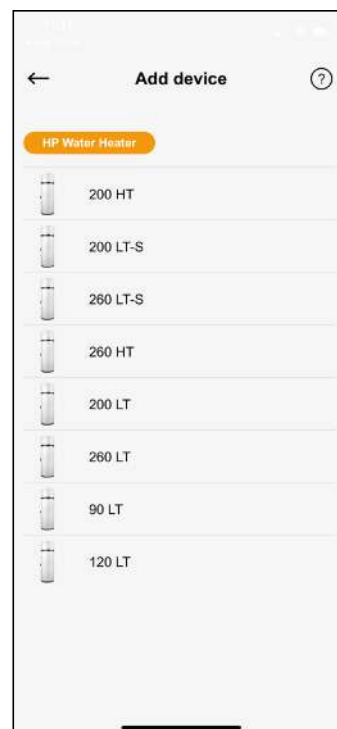 Add device
?
HP Water Heater
200 HT
200 LT-S
260 LT-S
260 HT
200 LT
260 LT
90 LT
120 LT